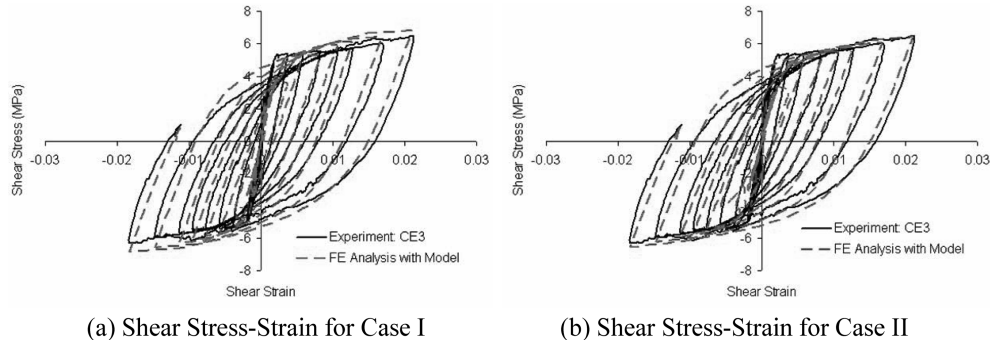 8
6
4
2
0
-2
-4
-6
-8
-0.03 -0.02 -0.01 0 0.01 0.02 0.03
Shear Stress (MPa)
Shear Strain
Experiment: CE3
FE Analysis with Model
(a) Shear Stress-Strain for Case I
8
6
4
2
0
-2
-4
-6
-8
-0.03 -0.02 -0.01 0 0.01 0.02 0.03
Shear Stress (MPa)
Shear Strain
Experiment: CE3
FE Analysis with Model
(b) Shear Stress-Strain for Case II